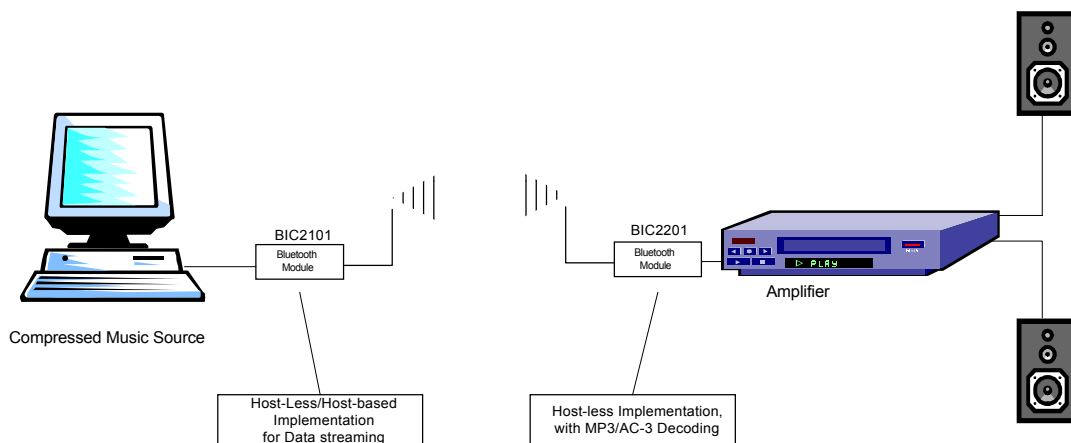 BIC2101
Bluetooth
Module
BIC2201
Bluetooth
Module
PLAY
Amplifier
Compressed Music Source
Host-Less/Host-based
Implementation
for Data streaming
Host-less Implementation,
with MP3/AC-3 Decoding